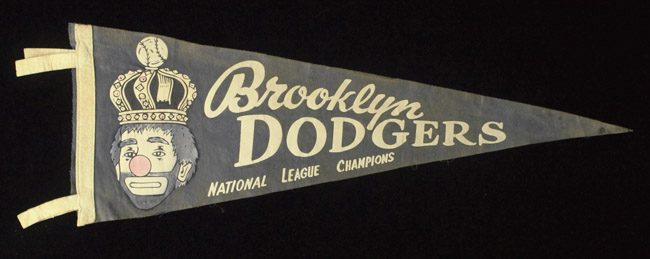 Brooklyn
DODGERS
NATIONAL LEAGUE CHAMPIONS